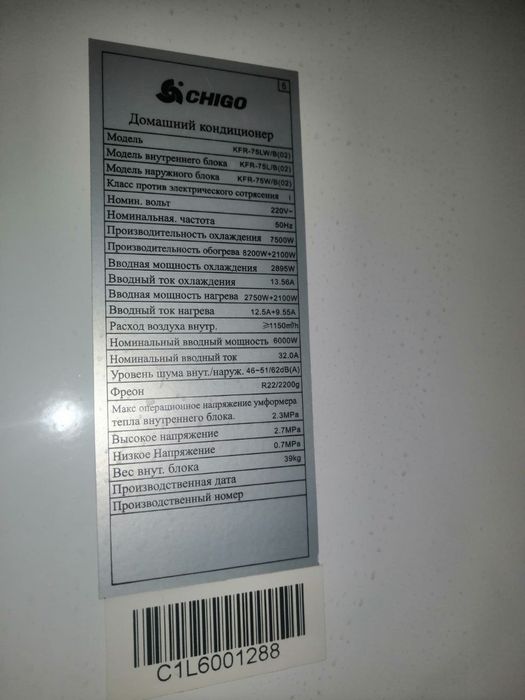 6
CHIGO
Домашний кондиционер
Модель KFR-75LW/B(02)
Модель внутреннего блока KFR-75L/B(02)
Модель наружного блока KFR-75W/B(02)
Класс против электрического сотрясения I
Номин. вольт 220V~
Номинальная. частота 50Hz
Производительность охлаждения 7500W
Производительность обогрева 8200W+2100W
Вводная мощность охлаждения 2895W
Вводный ток охлаждения 13.56A
Вводная мощность нагрева 2750W+2100W
Вводный ток нагрева 12.5A+9.55A
Расход воздуха внутр. ≥1150m³/h
Номинальный вводный мощность 6000W
Номинальный вводный ток 32.0A
Уровень шума внут./наруж. 46-51/62dB(A)
Фреон R22/2200g
Макс операционное напряжение умформера
тепла внутреннего блока. 2.3MPa
Высокое напряжение 2.7MPa
Низкое Напряжение 0.7MPa
Вес внут. блока 39kg
Производственная дата
Производственный номер
C1L6001288